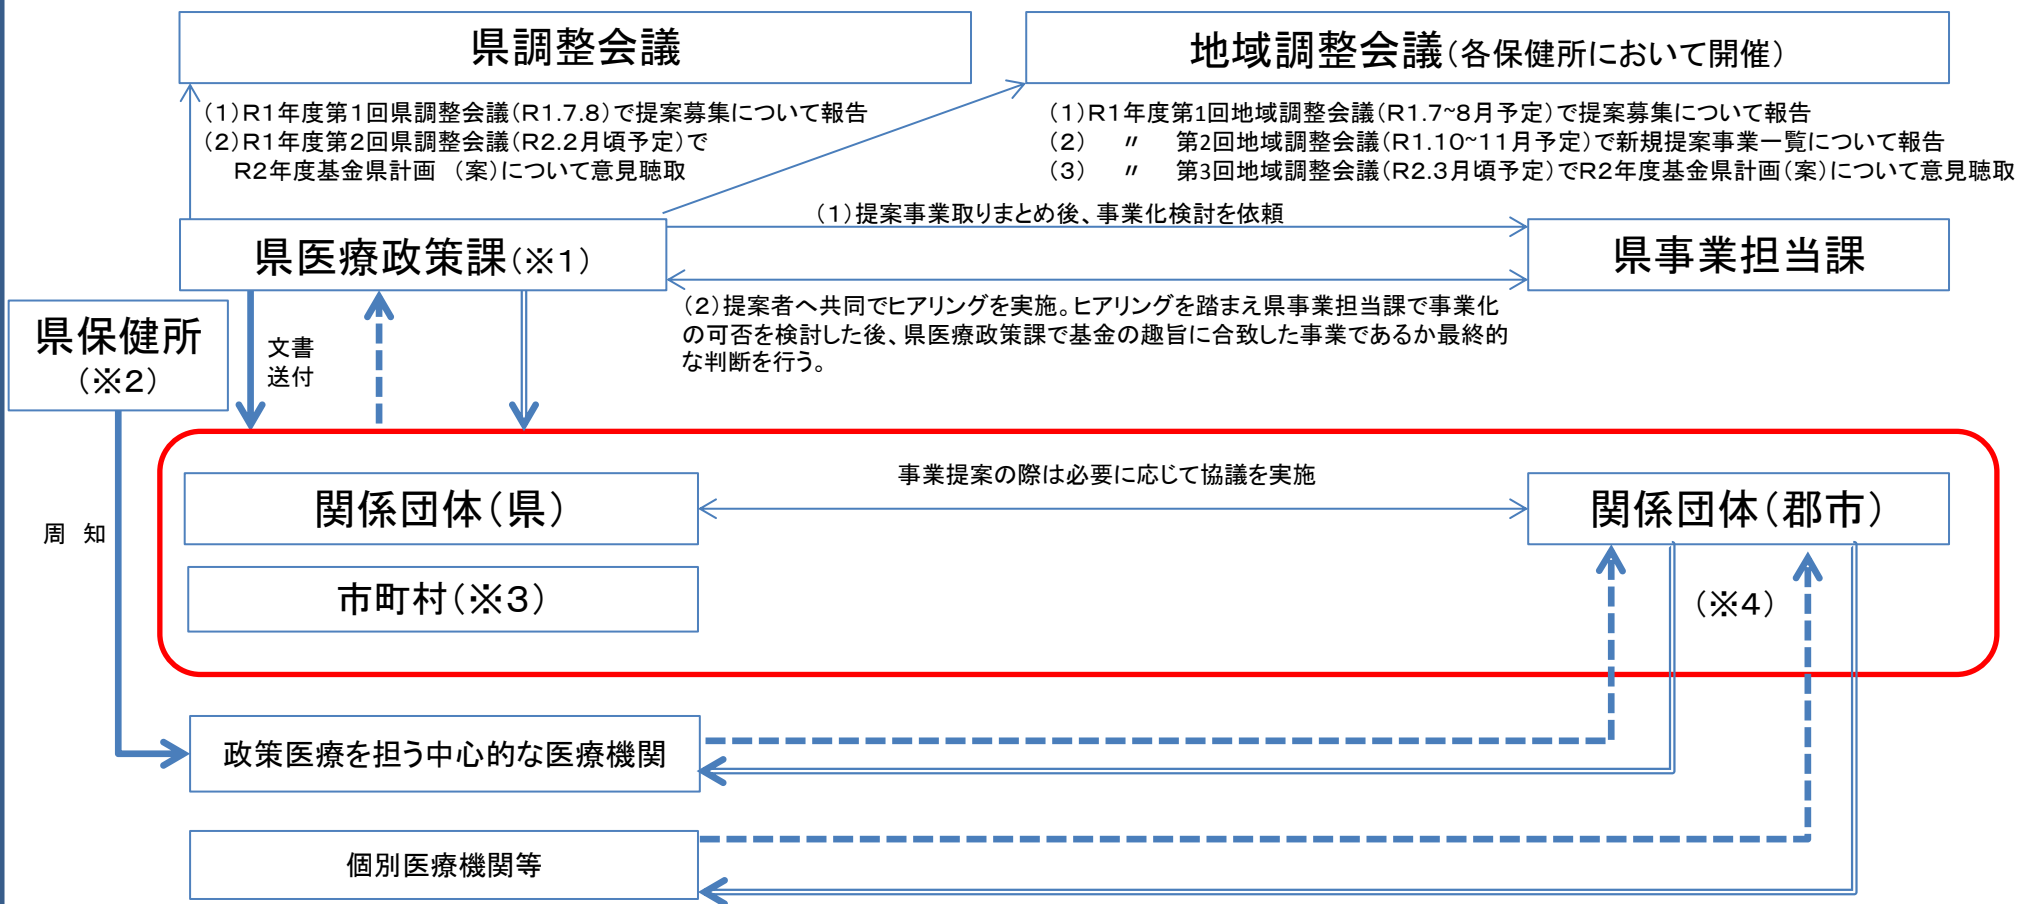 県調整会議
地域調整会議(各保健所において開催)
(1)R1年度第1回県調整会議(R1.7.8)で提案募集について報告
(2)R1年度第2回県調整会議(R2.2月頃予定)で
R2年度基金県計画 (案)について意見聴取
(1)R1年度第1回地域調整会議(R1.7~8月予定)で提案募集について報告
(2) 〃 第2回地域調整会議(R1.10~11月予定)で新規提案事業一覧について報告
(3) 〃 第3回地域調整会議(R2.3月頃予定)でR2年度基金県計画(案)について意見聴取
(1)提案事業取りまとめ後、事業化検討を依頼
県医療政策課(※1)
県事業担当課
(2)提案者へ共同でヒアリングを実施。ヒアリングを踏まえ県事業担当課で事業化
の可否を検討した後、県医療政策課で基金の趣旨に合致した事業であるか最終的
な判断を行う。
県保健所
(※2)
文書
送付
周 知
関係団体(県)
事業提案の際は必要に応じて協議を実施
関係団体(郡市)
市町村(※3)
(※4)
政策医療を担う中心的な医療機関
個別医療機関等